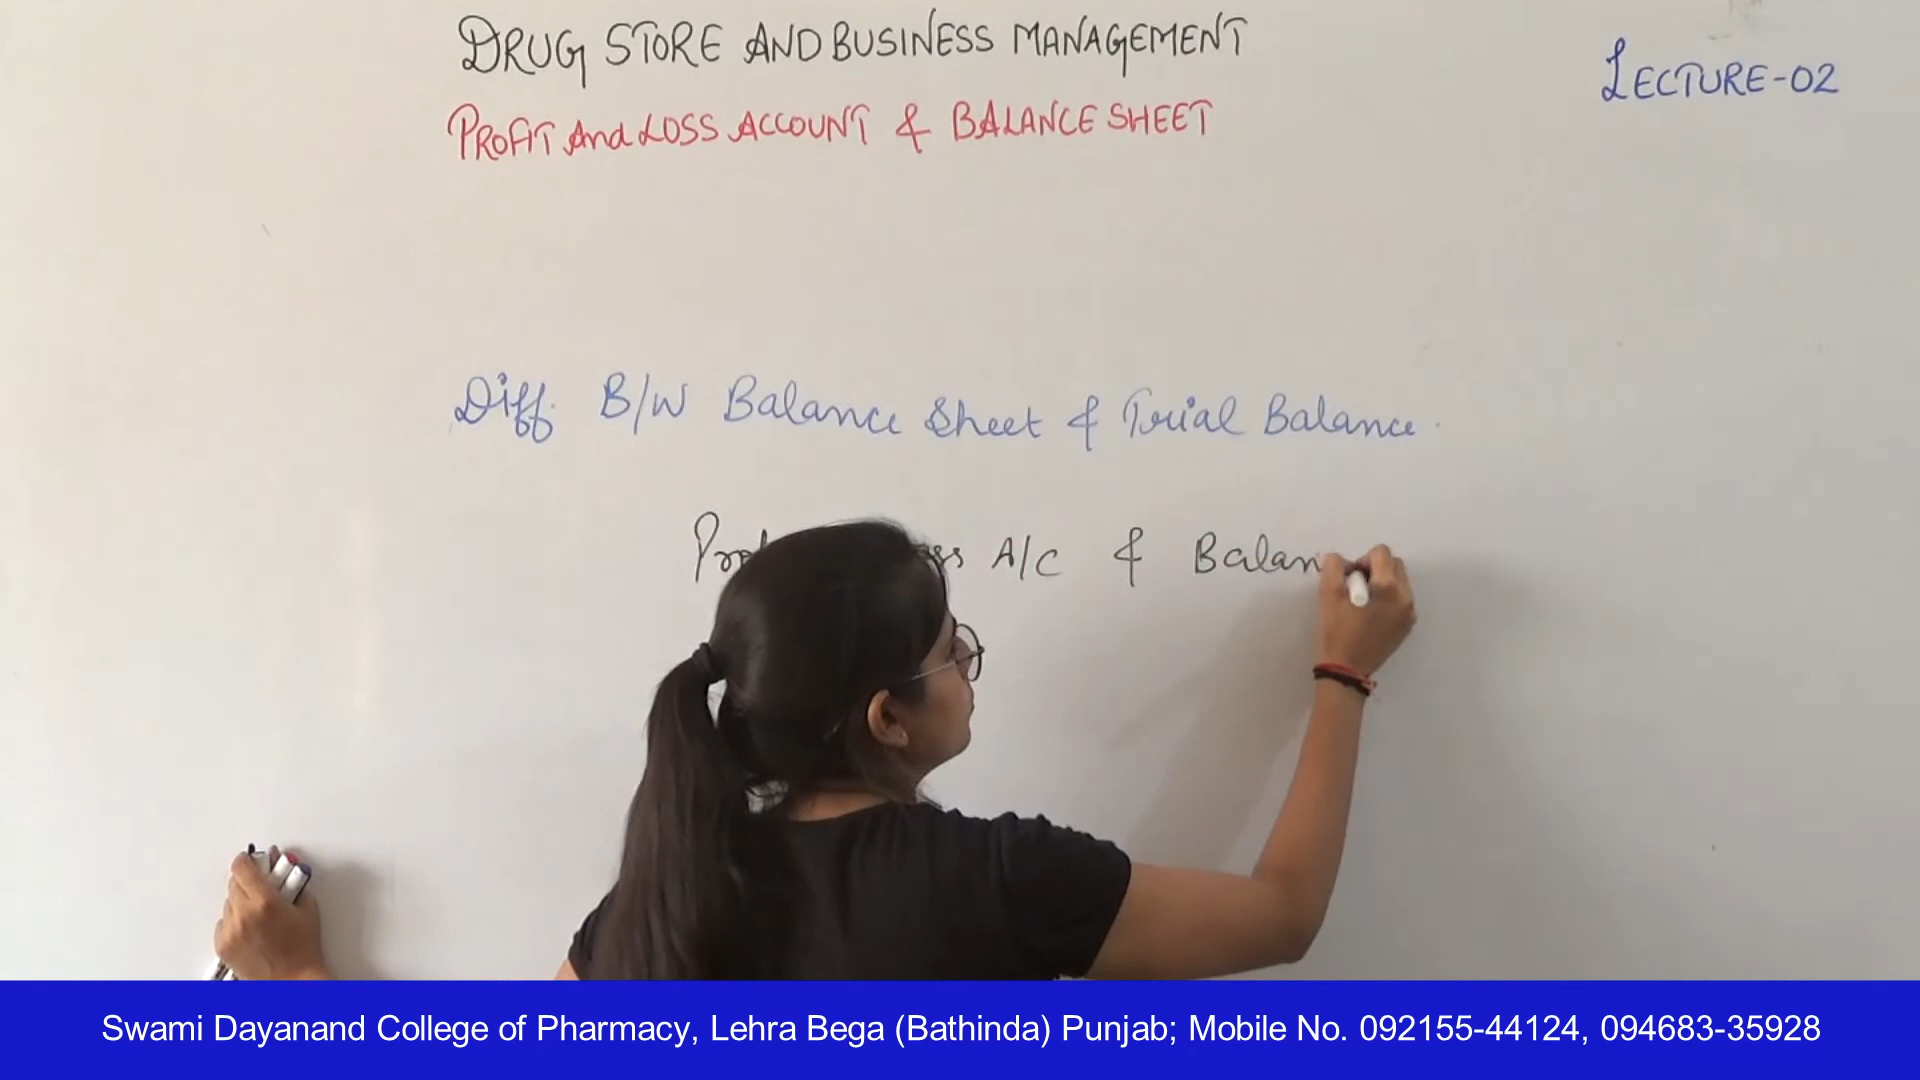 DRUG STORE AND BUSINESS MANAGEMENT
LECTURE-02
PROFIT And LOSS ACCOUNT & BALANCE SHEET
Diff. B/W Balance Sheet & Trial Balance.
A/C & Balan
Swami Dayanand College of Pharmacy, Lehra Bega (Bathinda) Punjab; Mobile No. 092155-44124, 094683-35928